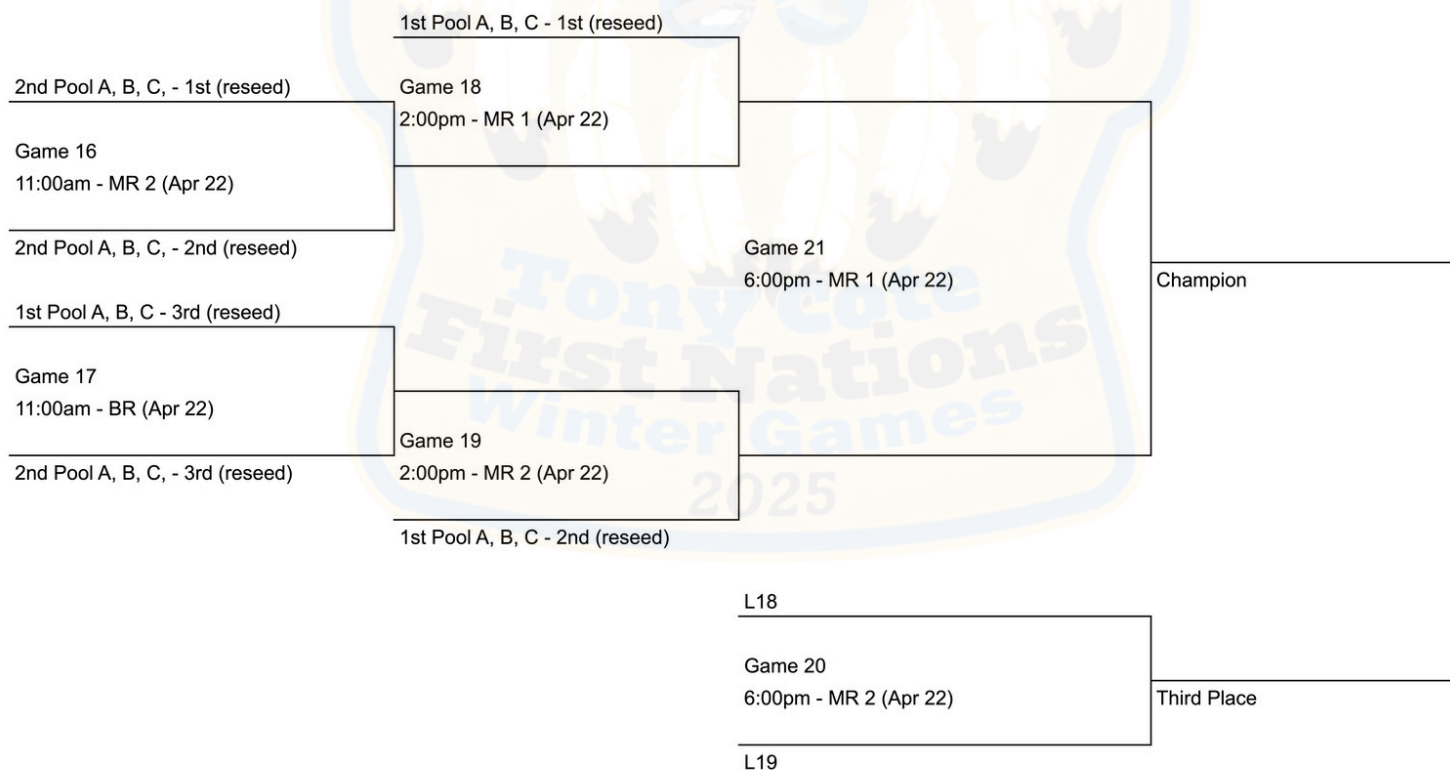 1st Pool A, B, C - 1st (reseed)
2nd Pool A, B, C, - 1st (reseed)
Game 18
2:00pm - MR 1 (Apr 22)
Game 16
11:00am - MR 2 (Apr 22)
2nd Pool A, B, C, - 2nd (reseed)
Game 21
6:00pm - MR 1 (Apr 22)
Champion
1st Pool A, B, C - 3rd (reseed)
Game 17
11:00am - BR (Apr 22)
2nd Pool A, B, C, - 3rd (reseed)
Game 19
2:00pm - MR 2 (Apr 22)
1st Pool A, B, C - 2nd (reseed)
L18
Game 20
6:00pm - MR 2 (Apr 22)
Third Place
L19
Tony Cote
First Nations
Winter Games
2025